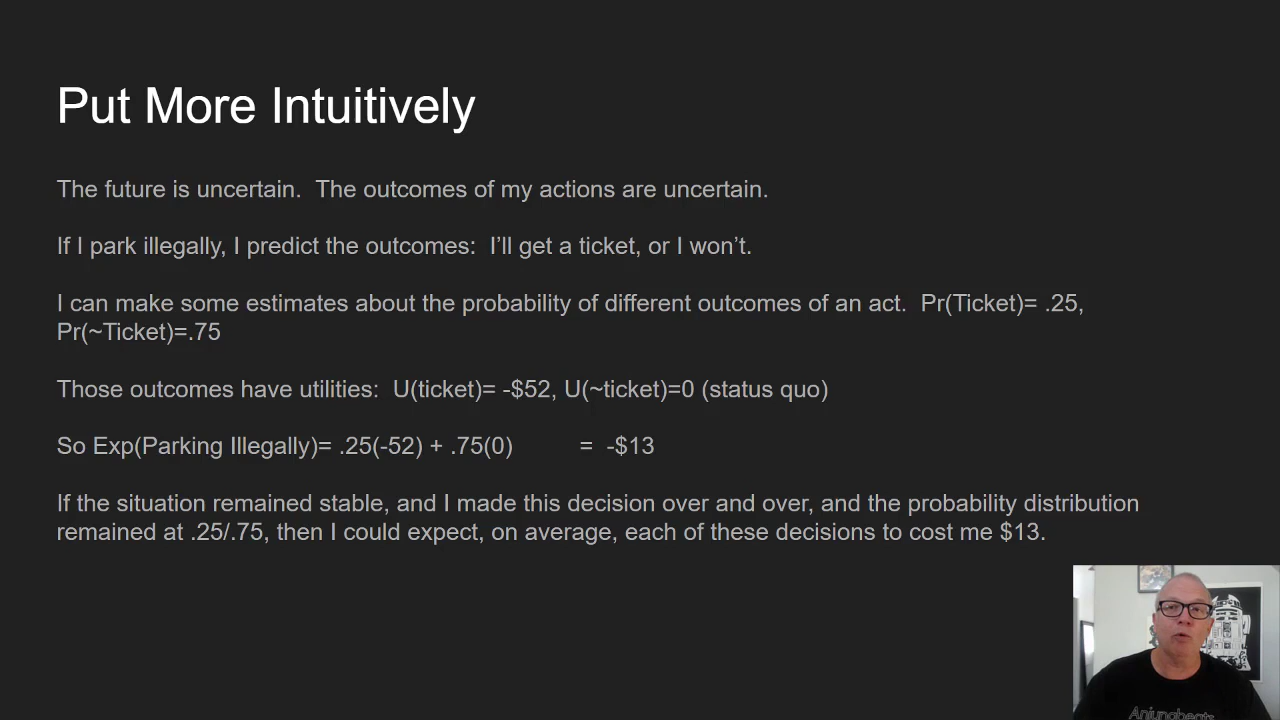 Put More Intuitively
The future is uncertain.  The outcomes of my actions are uncertain.
If I park illegally, I predict the outcomes:  I’ll get a ticket, or I won’t.
I can make some estimates about the probability of different outcomes of an act.  Pr(Ticket)= .25,
Pr(~Ticket)=.75
Those outcomes have utilities:  U(ticket)= -$52, U(~ticket)=0 (status quo)
So Exp(Parking Illegally)= .25(-52) + .75(0)          =  -$13
If the situation remained stable, and I made this decision over and over, and the probability distribution
remained at .25/.75, then I could expect, on average, each of these decisions to cost me $13.
Anjunabeats